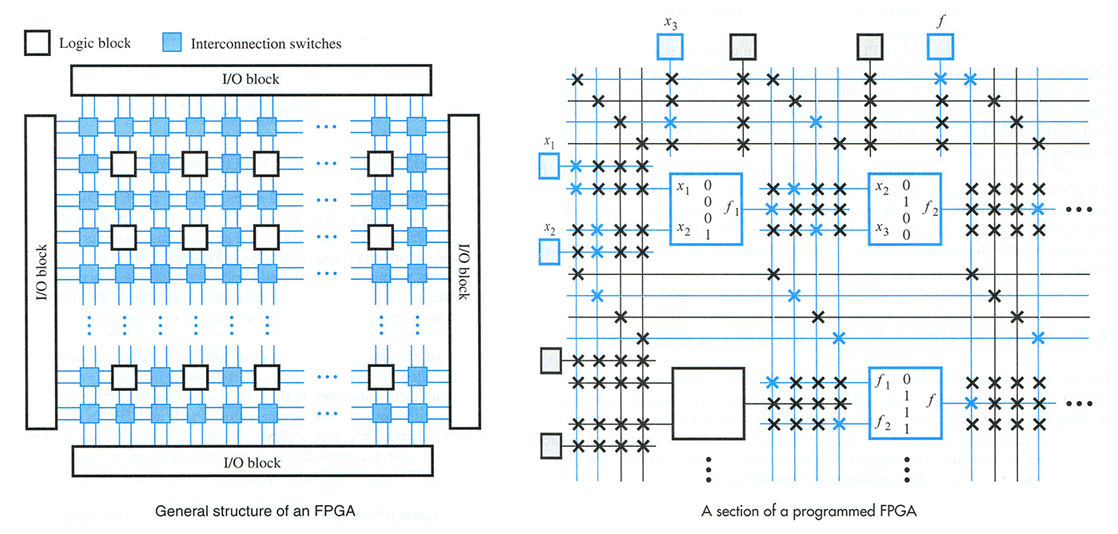 Logic block
Interconnection switches
I/O block
I/O block
I/O block
I/O block
General structure of an FPGA
x3
f
x1
x2
x1 0
0
0
x2 1
f1
x2 0
1
0
x3 0
f2
f1 0
1
1
f2 1
f
A section of a programmed FPGA